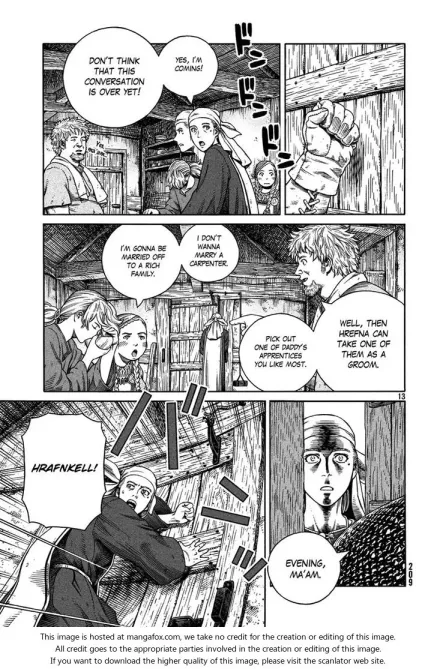 DON'T THINK
THAT THIS
CONVERSATION
IS OVER YET!
YES, I'M
COMING!
ドン
ドン
I DON'T
WANNA
MARRY A
CARPENTER.
I'M GONNA BE
MARRIED OFF
TO A RICH
FAMILY.
WELL, THEN
HREFNA CAN
TAKE ONE OF
THEM AS A
GROOM.
PICK OUT
ONE OF DADDY'S
APPRENTICES
YOU LIKE MOST.
13
HRAFNKELL!
EVENING,
MA'AM.
209
This image is hosted at mangafox.com, we take no credit for the creation or editing of this image.
All credit goes to the appropriate parties involved in the creation or editing of this image.
If you want to download the higher quality of this image, please visit the scanlator web site.